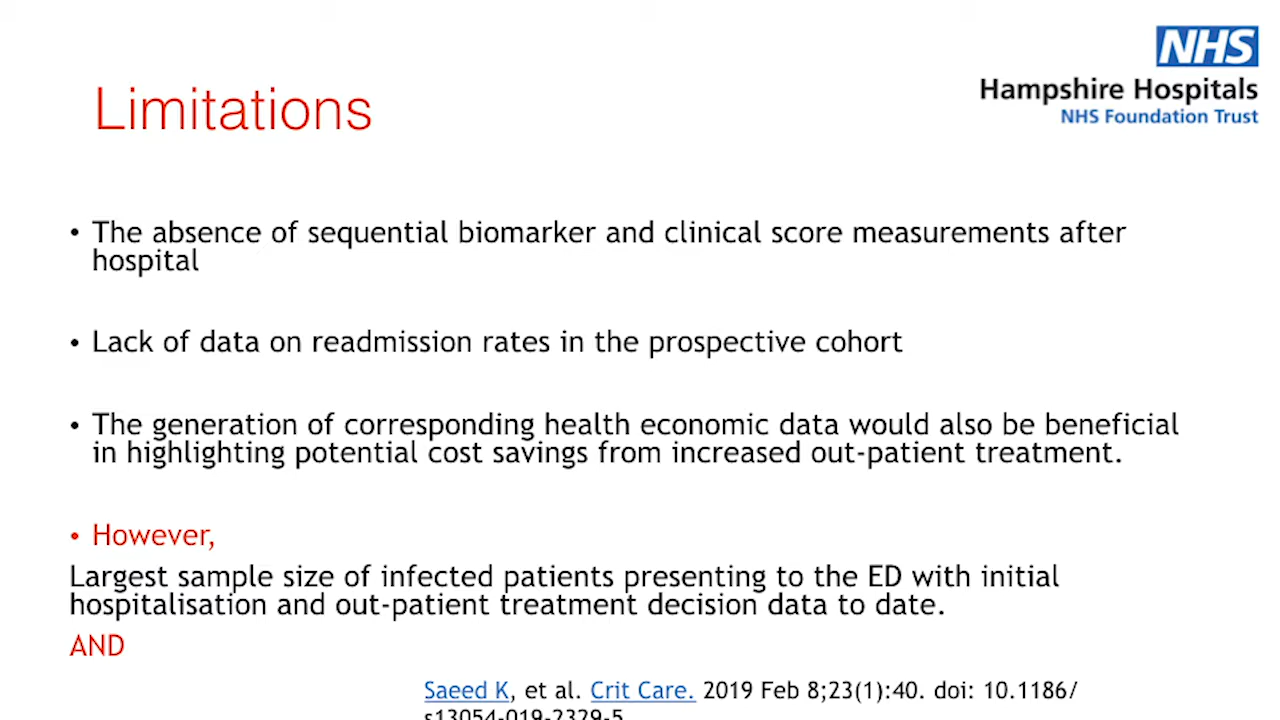 NHS
Hampshire Hospitals
NHS Foundation Trust
Limitations
• The absence of sequential biomarker and clinical score measurements after
hospital
• Lack of data on readmission rates in the prospective cohort
• The generation of corresponding health economic data would also be beneficial
in highlighting potential cost savings from increased out-patient treatment.
• However,
Largest sample size of infected patients presenting to the ED with initial
hospitalisation and out-patient treatment decision data to date.
AND
Saeed K, et al. Crit Care. 2019 Feb 8;23(1):40. doi: 10.1186/
s13054-019-2329-5